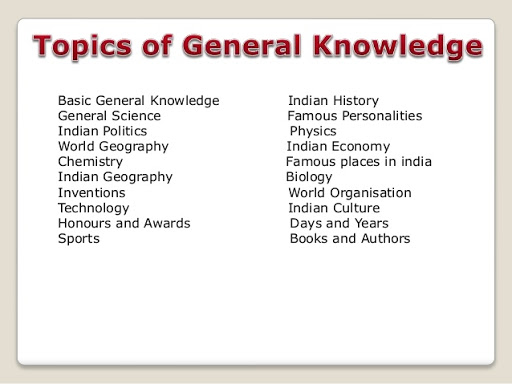 Topics of General Knowledge
Basic General Knowledge
General Science
Indian Politics
World Geography
Chemistry
Indian Geography
Inventions
Technology
Honours and Awards
Sports
Indian History
Famous Personalities
Physics
Indian Economy
Famous places in india
Biology
World Organisation
Indian Culture
Days and Years
Books and Authors